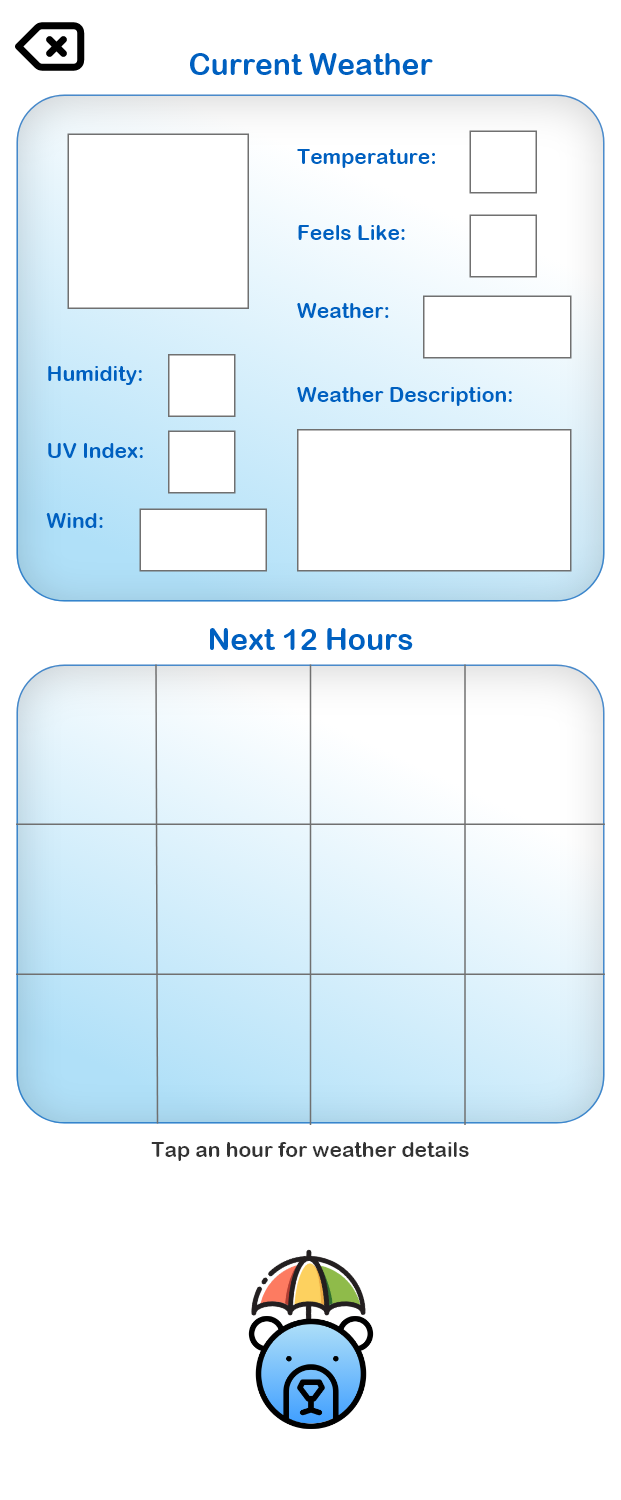 Current Weather
Temperature:
Feels Like:
Weather:
Humidity:
Weather Description:
UV Index:
Wind:
Next 12 Hours
Tap an hour for weather details